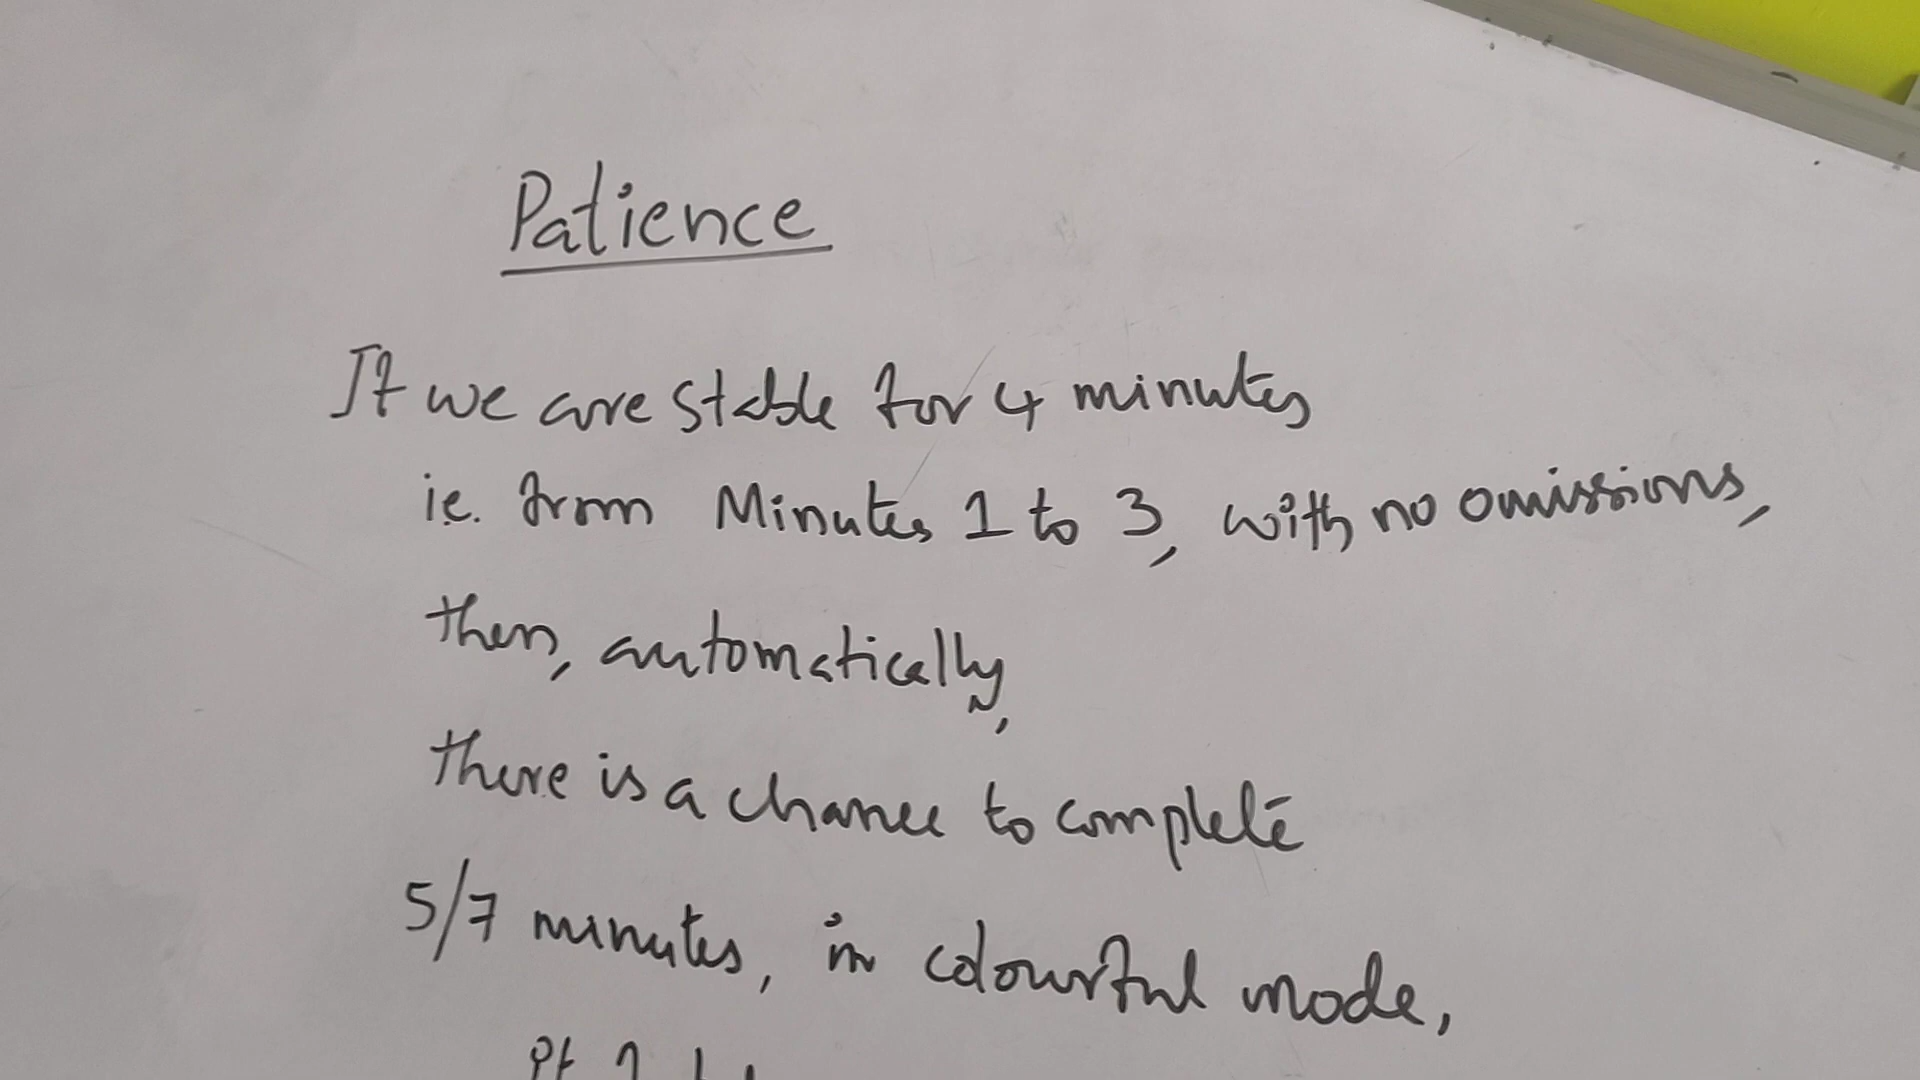 Patience
If we are stable for 4 minutes
ie. from Minutes 1 to 3, with no omissions,
then, automatically,
there is a chance to complete
5/7 minutes, in colourful mode,